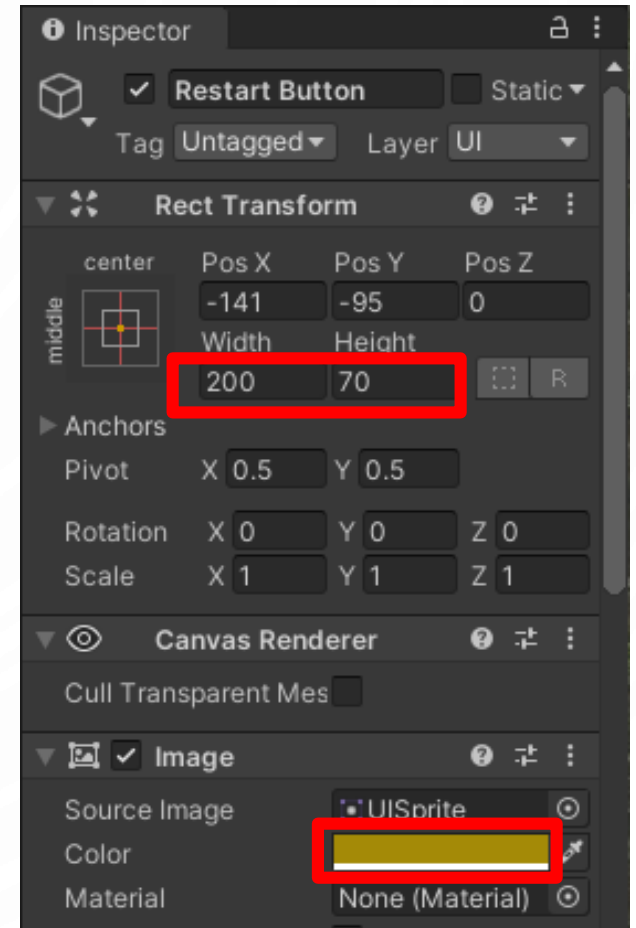 Inspector
Restart Button Static
Tag Untagged Layer UI
Rect Transform
center Pos X Pos Y Pos Z
middle -141 -95 0
Width Height
200 70 R
Anchors
Pivot X 0.5 Y 0.5
Rotation X 0 Y 0 Z 0
Scale X 1 Y 1 Z 1
Canvas Renderer
Cull Transparent Mes
Image
Source Image UISprite
Color
Material None (Material)